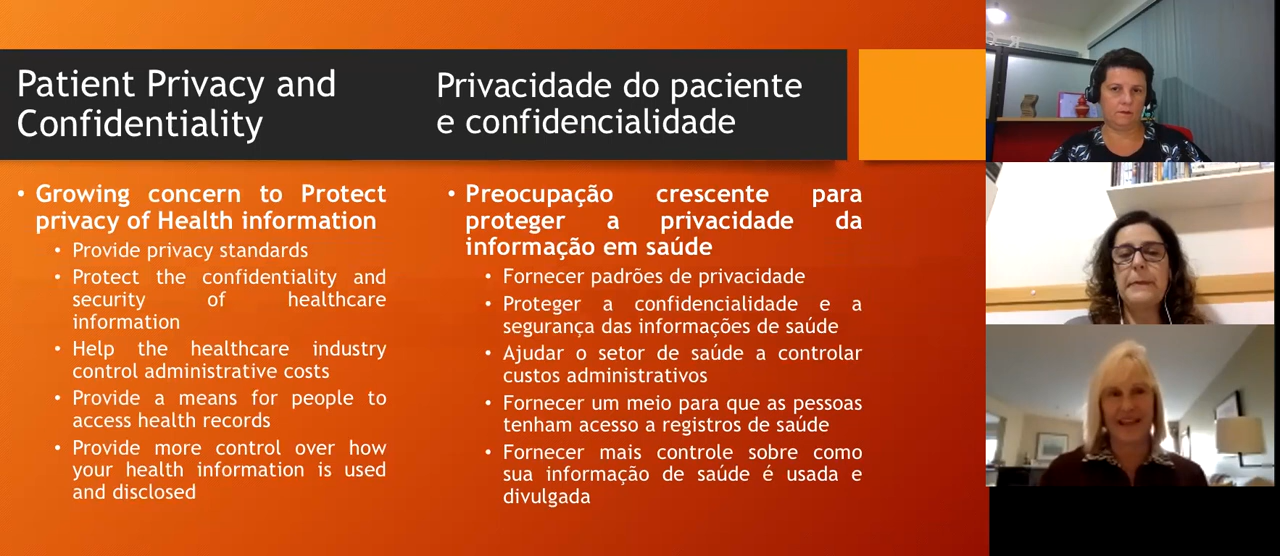 Patient Privacy and
Confidentiality
• Growing concern to Protect
privacy of Health information
• Provide privacy standards
• Protect the confidentiality and
security of healthcare
information
• Help the healthcare industry
control administrative costs
• Provide a means for people to
access health records
• Provide more control over how
your health information is used
and disclosed
Privacidade do paciente
e confidencialidade
• Preocupação crescente para
proteger a privacidade da
informação em saúde
• Fornecer padrões de privacidade
• Proteger a confidencialidade e a
segurança das informações de saúde
• Ajudar o setor de saúde a controlar
custos administrativos
• Fornecer um meio para que as pessoas
tenham acesso a registros de saúde
• Fornecer mais controle sobre como
sua informação de saúde é usada e
divulgada